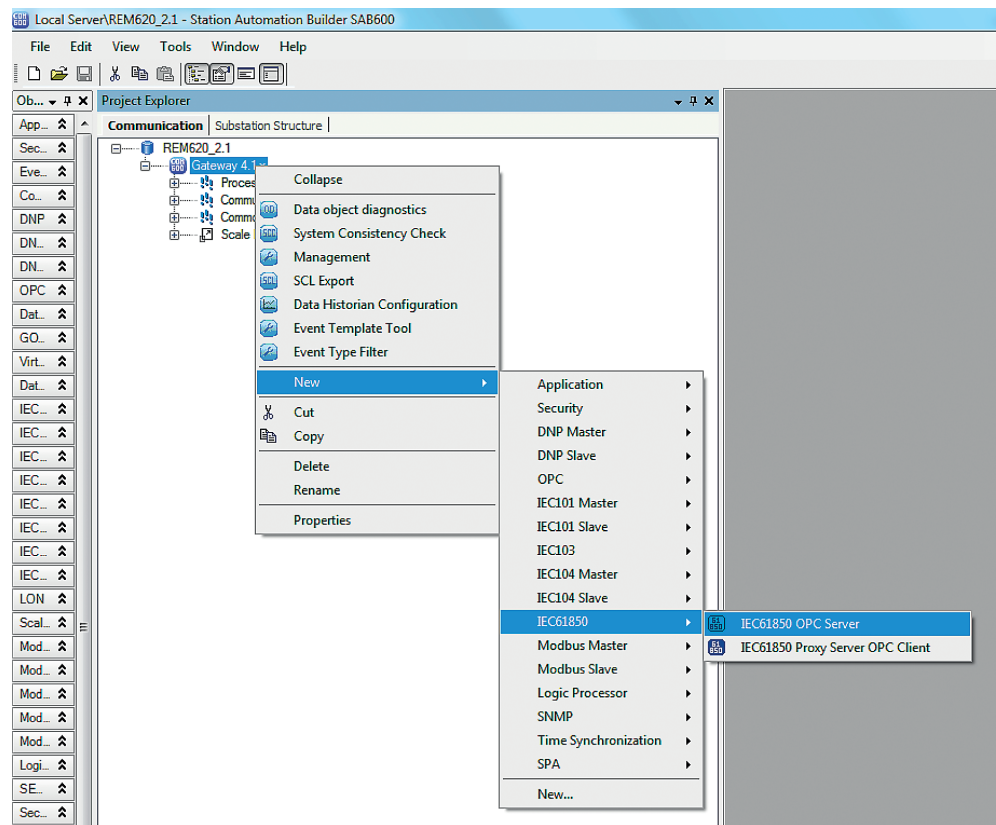 Local Server\REM620_2.1 - Station Automation Builder SAB600
File Edit View Tools Window Help
Ob...
Project Explorer
App...
Communication Substation Structure
Sec...
REM620_2.1
Eve...
Gateway 4.1
Co...
Proces
Commu
Commo
Scale
DNP
DN...
DN...
OPC
Dat...
GO...
Virt...
Dat...
IEC...
IEC...
IEC...
IEC...
IEC...
IEC...
IEC...
IEC...
LON
Scal...
Mod...
Mod...
Mod...
Mod...
Mod...
Logi...
SE...
Sec...
Collapse
Data object diagnostics
System Consistency Check
Management
SCL Export
Data Historian Configuration
Event Template Tool
Event Type Filter
New
Cut
Copy
Delete
Rename
Properties
Application
Security
DNP Master
DNP Slave
OPC
IEC101 Master
IEC101 Slave
IEC103
IEC104 Master
IEC104 Slave
IEC61850
Modbus Master
Modbus Slave
Logic Processor
SNMP
Time Synchronization
SPA
New...
IEC61850 OPC Server
IEC61850 Proxy Server OPC Client